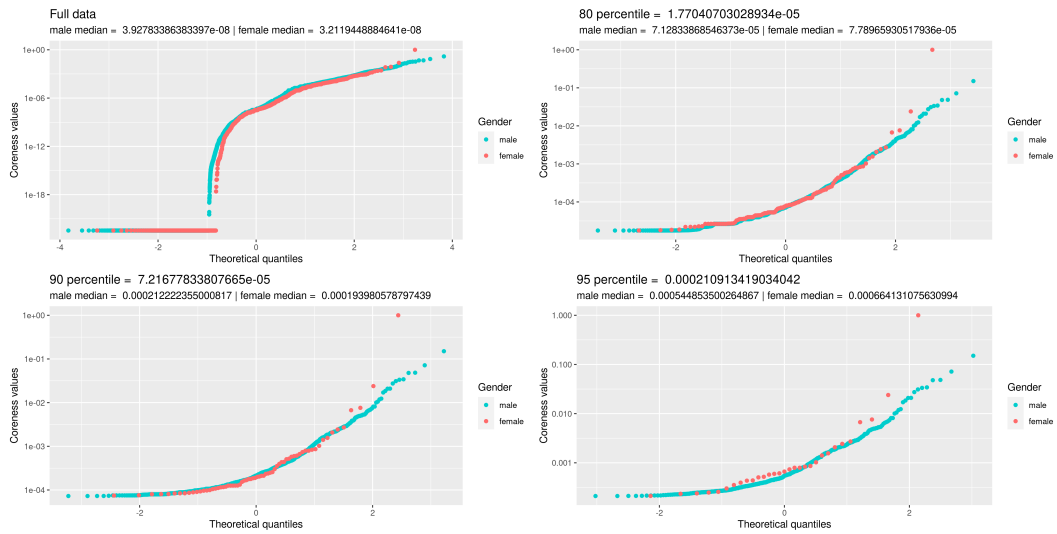 Full data
male median = 3.92783386383397e-08 | female median = 3.2119448884641e-08
1e+00
1e-06
1e-12
1e-18
Coreness values
-4
-2
0
2
4
Theoretical quantiles
Gender
male
female
80 percentile = 1.77040703028934e-05
male median = 7.12833868546373e-05 | female median = 7.78965930517936e-05
1e+00
1e-01
1e-02
1e-03
1e-04
Coreness values
-2
0
2
Theoretical quantiles
Gender
male
female
90 percentile = 7.21677833807665e-05
male median = 0.000212222355000817 | female median = 0.000193980578797439
1e+00
1e-01
1e-02
1e-03
1e-04
Coreness values
-2
0
2
Theoretical quantiles
Gender
male
female
95 percentile = 0.000210913419034042
male median = 0.000544853500264867 | female median = 0.000664131075630994
1.000
0.100
0.010
0.001
Coreness values
-2
0
2
Theoretical quantiles
Gender
male
female